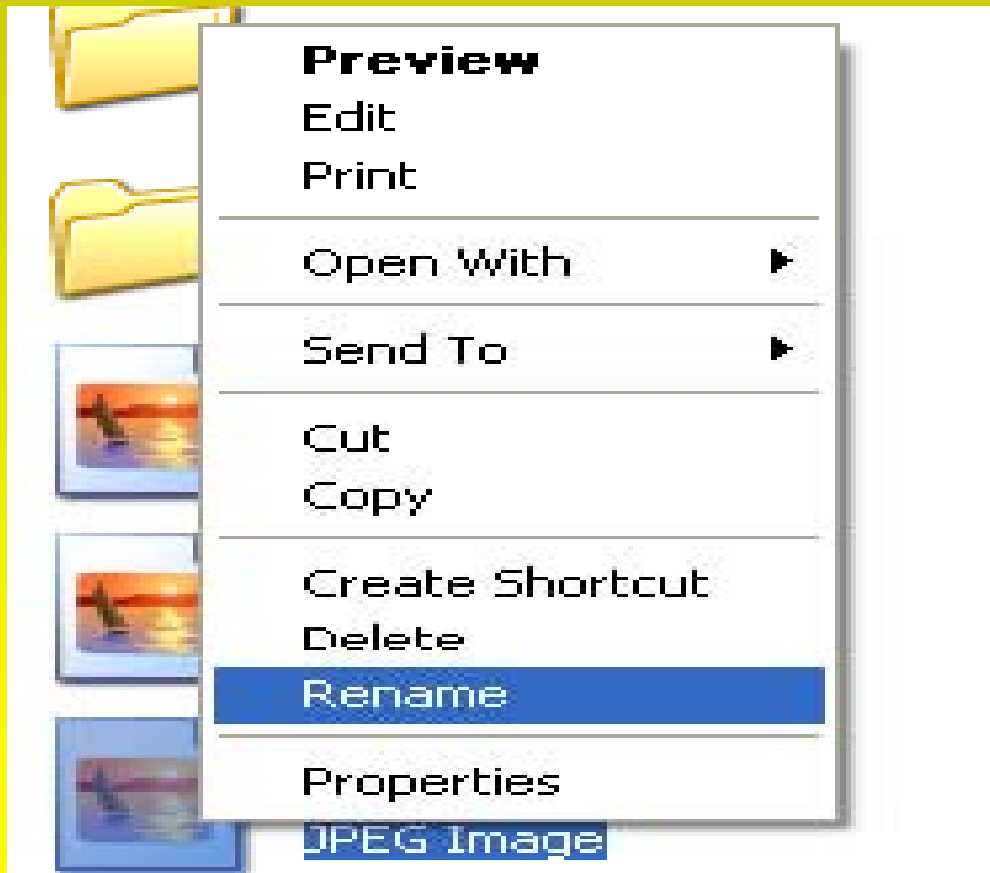 Preview
Edit
Print
Open With
Send To
Cut
Copy
Create Shortcut
Delete
Rename
Properties
JPEG Image